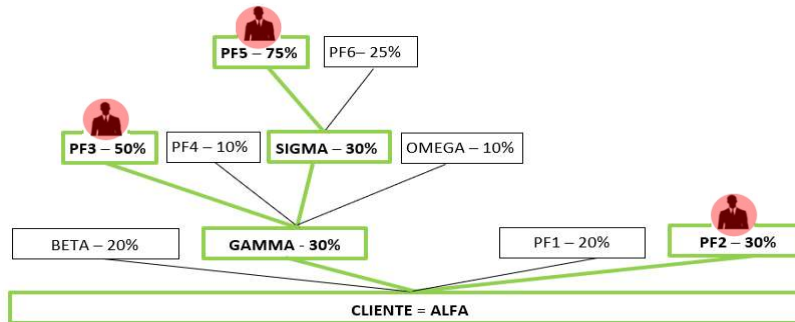 PF5 – 75%
PF6– 25%
PF3 – 50%
PF4 – 10%
SIGMA – 30%
OMEGA – 10%
BETA – 20%
GAMMA - 30%
PF1 – 20%
PF2 – 30%
CLIENTE = ALFA